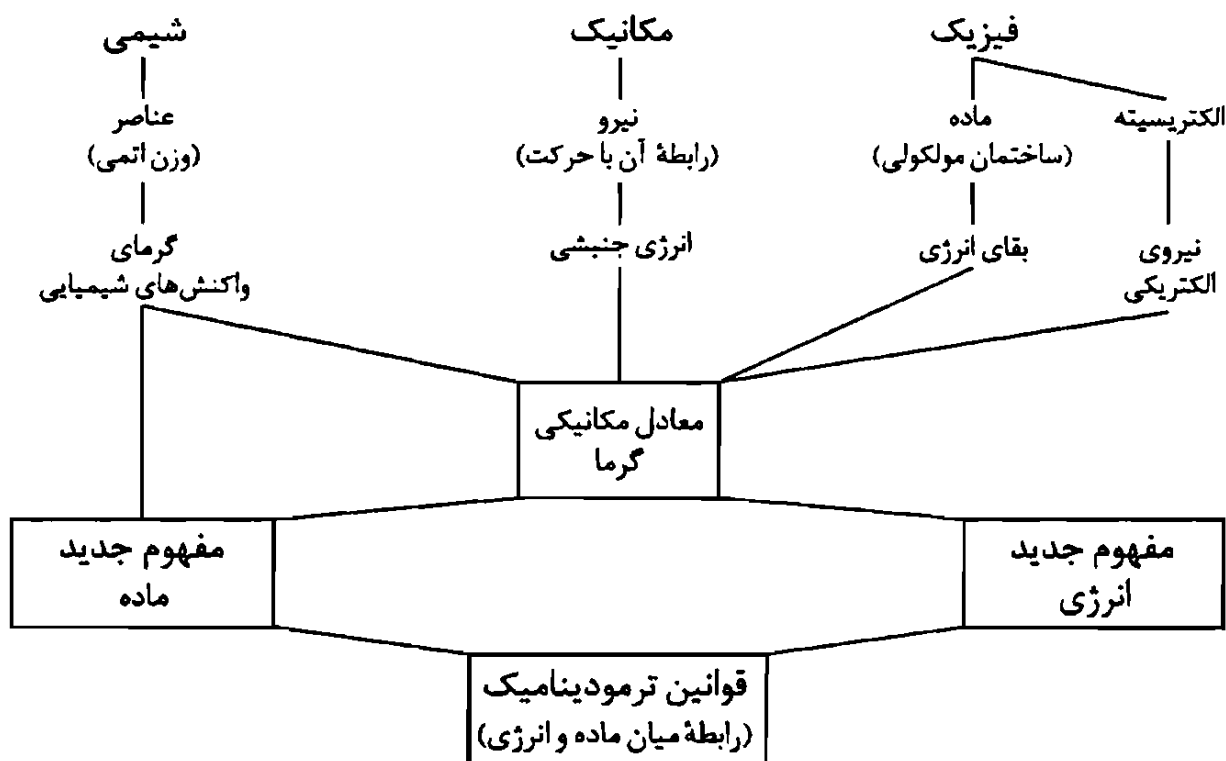 فیزیک
مکانیک
شیمی
الکتریسیته
ماده
(ساختمان مولکولی)
نیرو
(رابطهٔ آن با حرکت)
عناصر
(وزن اتمی)
نیروی
الکتریکی
بقای انرژی
انرژی جنبشی
گرمای
واکنش‌های شیمیایی
معادل مکانیکی
گرما
مفهوم جدید
انرژی
مفهوم جدید
ماده
قوانین ترمودینامیک
(رابطهٔ میان ماده و انرژی)